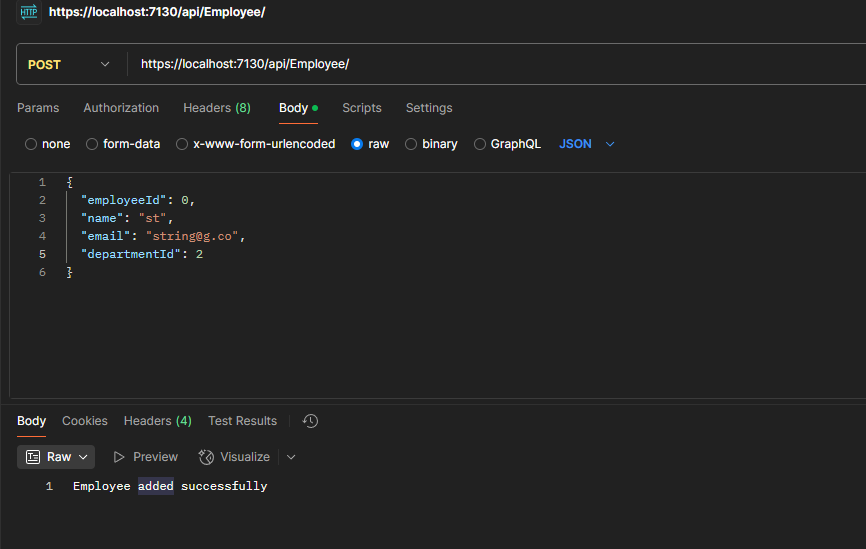 HTTP https://localhost:7130/api/Employee/
POST https://localhost:7130/api/Employee/
Params Authorization Headers (8) Body Scripts Settings
none form-data x-www-form-urlencoded raw binary GraphQL JSON
1 {
2 "employeeId": 0,
3 "name": "st",
4 "email": "string@g.co",
5 "departmentId": 2
6 }
Body Cookies Headers (4) Test Results
Raw Preview Visualize
1 Employee added successfully